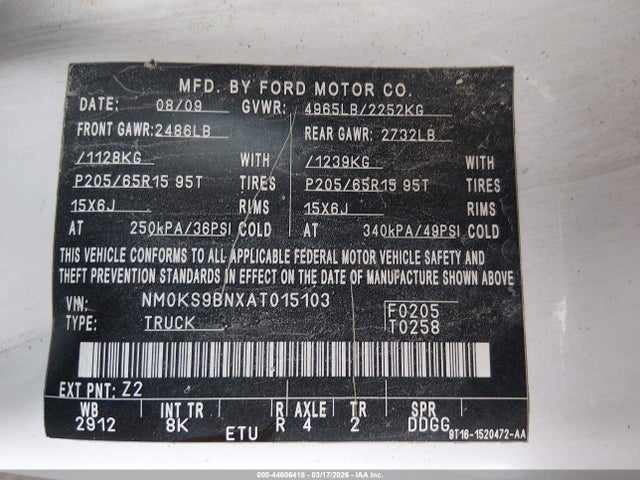 MFD. BY FORD MOTOR CO.
DATE: 08/09 GVWR: 4965LB/2252KG
FRONT GAWR: 2486LB REAR GAWR: 2732LB
/1128KG WITH /1239KG WITH
P205/65R15 95T TIRES P205/65R15 95T TIRES
15X6J RIMS 15X6J RIMS
AT 250kPA/36PSI COLD AT 340kPA/49PSI COLD
THIS VEHICLE CONFORMS TO ALL APPLICABLE FEDERAL MOTOR VEHICLE SAFETY AND
THEFT PREVENTION STANDARDS IN EFFECT ON THE DATE OF MANUFACTURE SHOWN ABOVE
VIN: NM0KS9BNXAT015103 F0205
TYPE: TRUCK T0258
EXT PNT: Z2
WB INT TR R AXLE TR SPR
2912 8K R 4 2 DDGG
ETU 9T16-1520472-AA
000-44606418 - 03/17/2026 - IAA Inc.